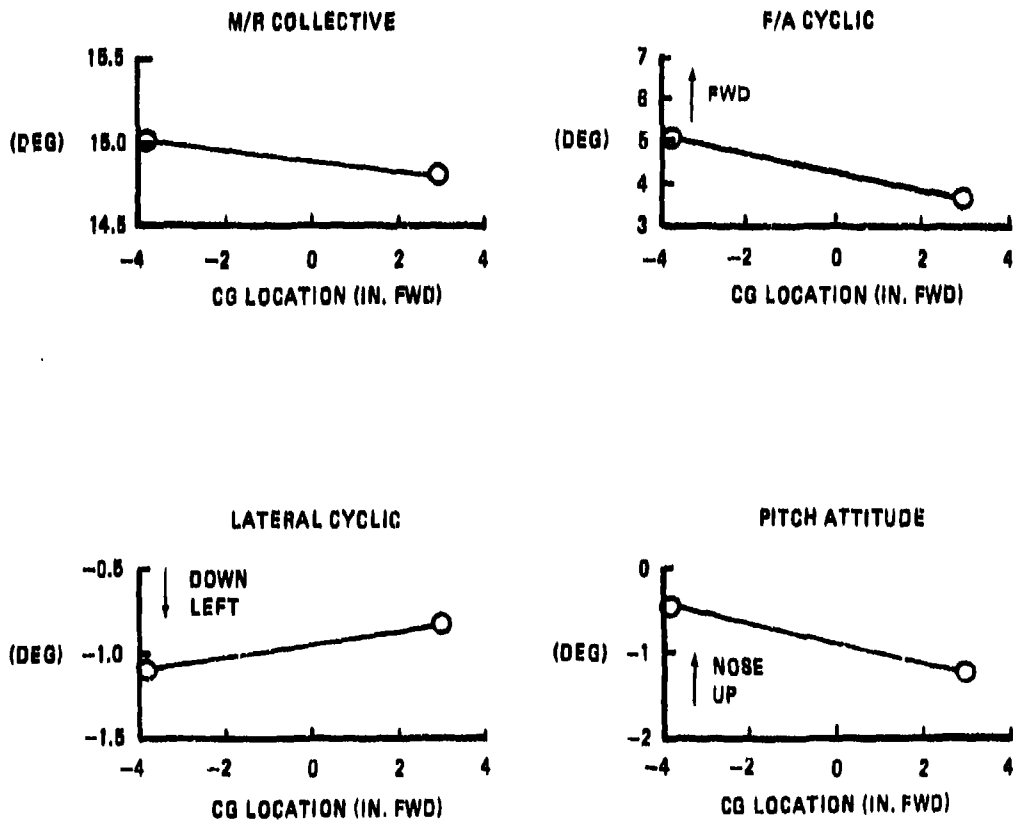 M/R COLLECTIVE
15.5
(DEG) 15.0
14.5
-4 -2 0 2 4
CG LOCATION (IN. FWD)
F/A CYCLIC
7
6
FWD
(DEG) 5
4
3
-4 -2 0 2 4
CG LOCATION (IN. FWD)
LATERAL CYCLIC
-0.5
DOWN
LEFT
(DEG) -1.0
-1.5
-4 -2 0 2 4
CG LOCATION (IN. FWD)
PITCH ATTITUDE
0
(DEG) -1
NOSE
UP
-2
-4 -2 0 2 4
CG LOCATION (IN. FWD)